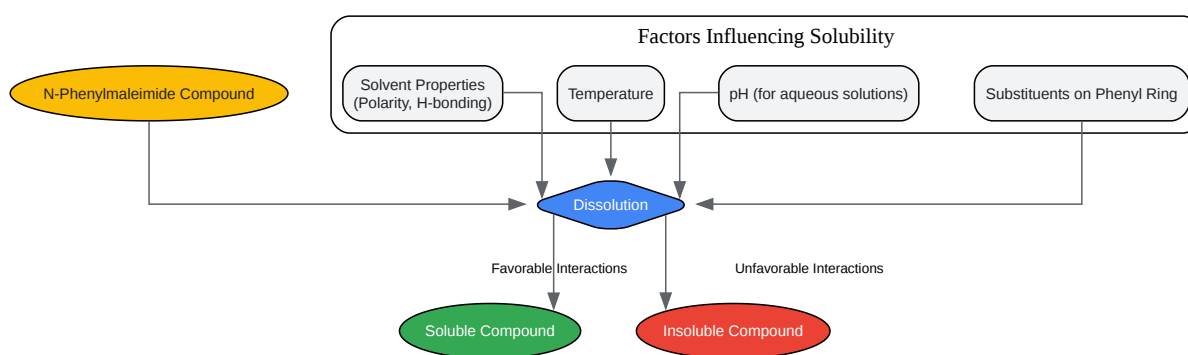 Factors Influencing Solubility
N-Phenylmaleimide Compound
Solvent Properties
(Polarity, H-bonding)
Temperature
pH (for aqueous solutions)
Substituents on Phenyl Ring
Dissolution
Favorable Interactions
Unfavorable Interactions
Soluble Compound
Insoluble Compound